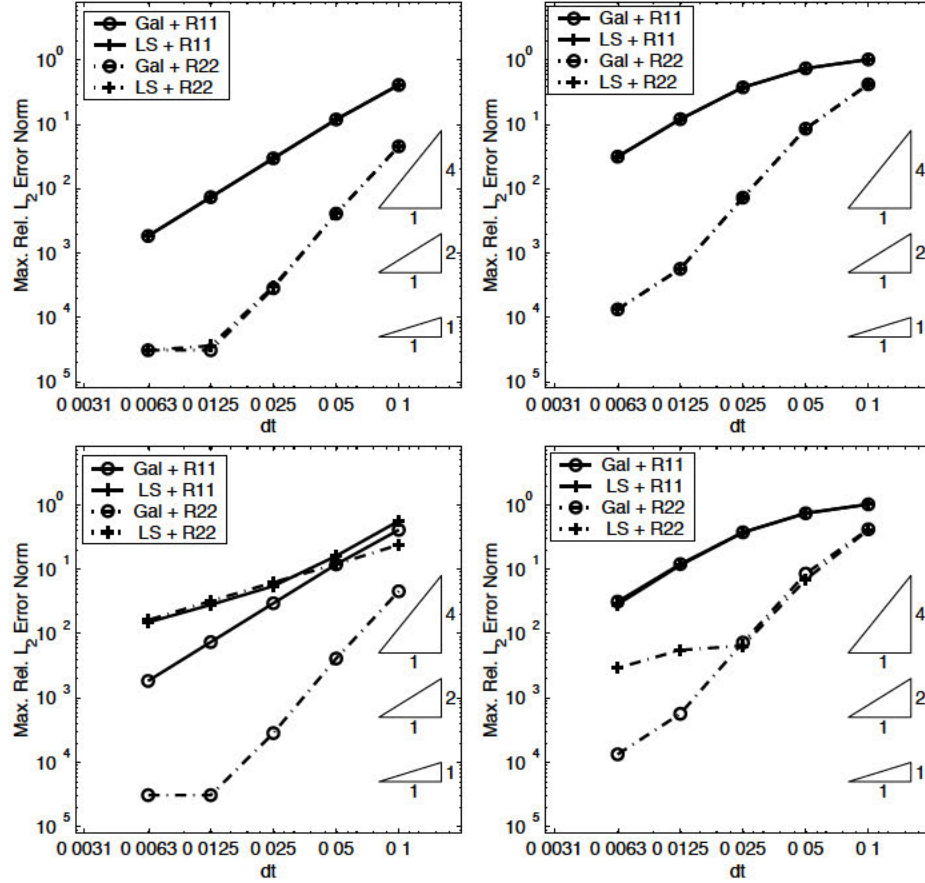 Gal + R11
LS + R11
Gal + R22
LS + R22
Max. Rel. L2 Error Norm
10^0
10^1
10^2
10^3
10^4
10^5
4
1
2
1
1
1
0 0031 0 0063 0 0125 0 025 0 05 0 1
dt
Gal + R11
LS + R11
Gal + R22
LS + R22
Max. Rel. L2 Error Norm
10^0
10^1
10^2
10^3
10^4
10^5
4
1
2
1
1
1
0 0031 0 0063 0 0125 0 025 0 05 0 1
dt
Gal + R11
LS + R11
Gal + R22
LS + R22
Max. Rel. L2 Error Norm
10^0
10^1
10^2
10^3
10^4
10^5
4
1
2
1
1
1
0 0031 0 0063 0 0125 0 025 0 05 0 1
dt
Gal + R11
LS + R11
Gal + R22
LS + R22
Max. Rel. L2 Error Norm
10^0
10^1
10^2
10^3
10^4
10^5
4
1
2
1
1
1
0 0031 0 0063 0 0125 0 025 0 05 0 1
dt